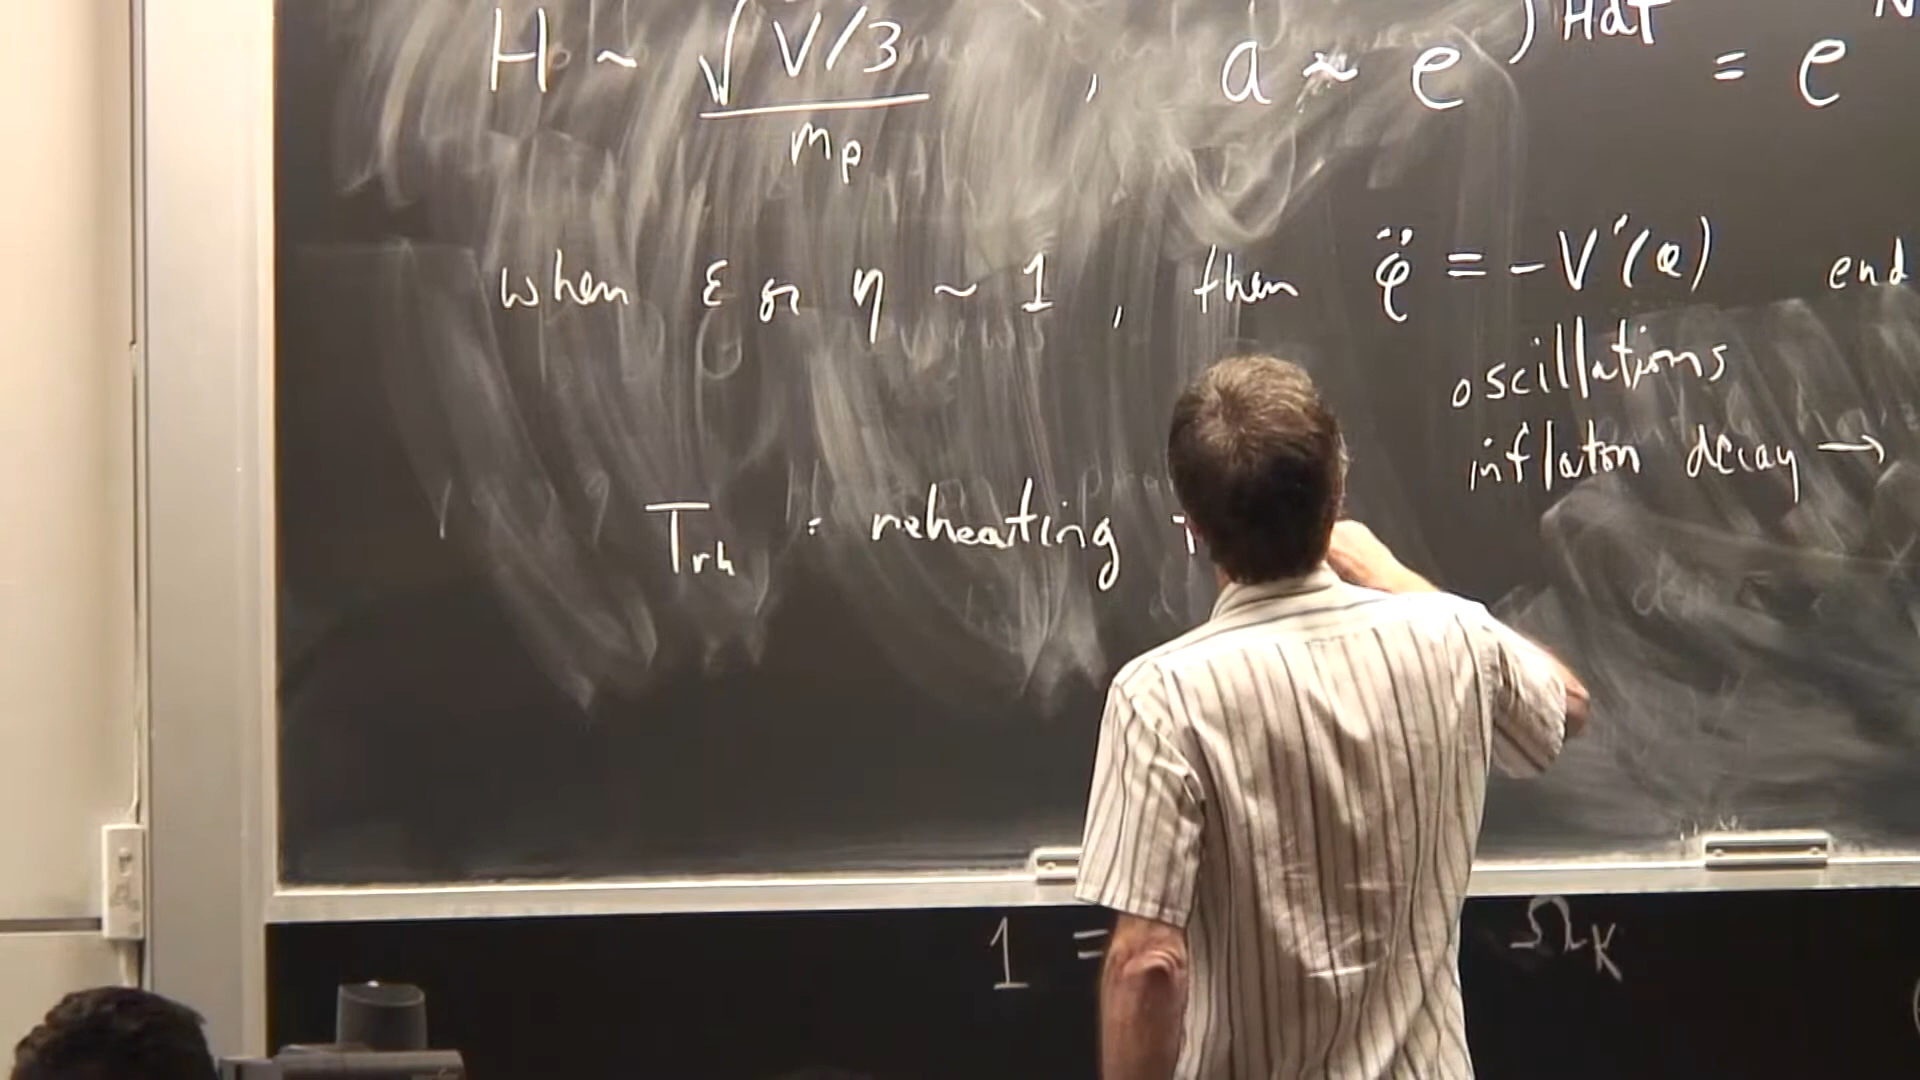 H ~ √V/3 / mp , a ~ e^∫Hdt = e^N
when ε or η ~ 1 , then φ̈ = -V'(φ) end
oscillations
inflaton decay →
Trh : reheating
1 = ΩK